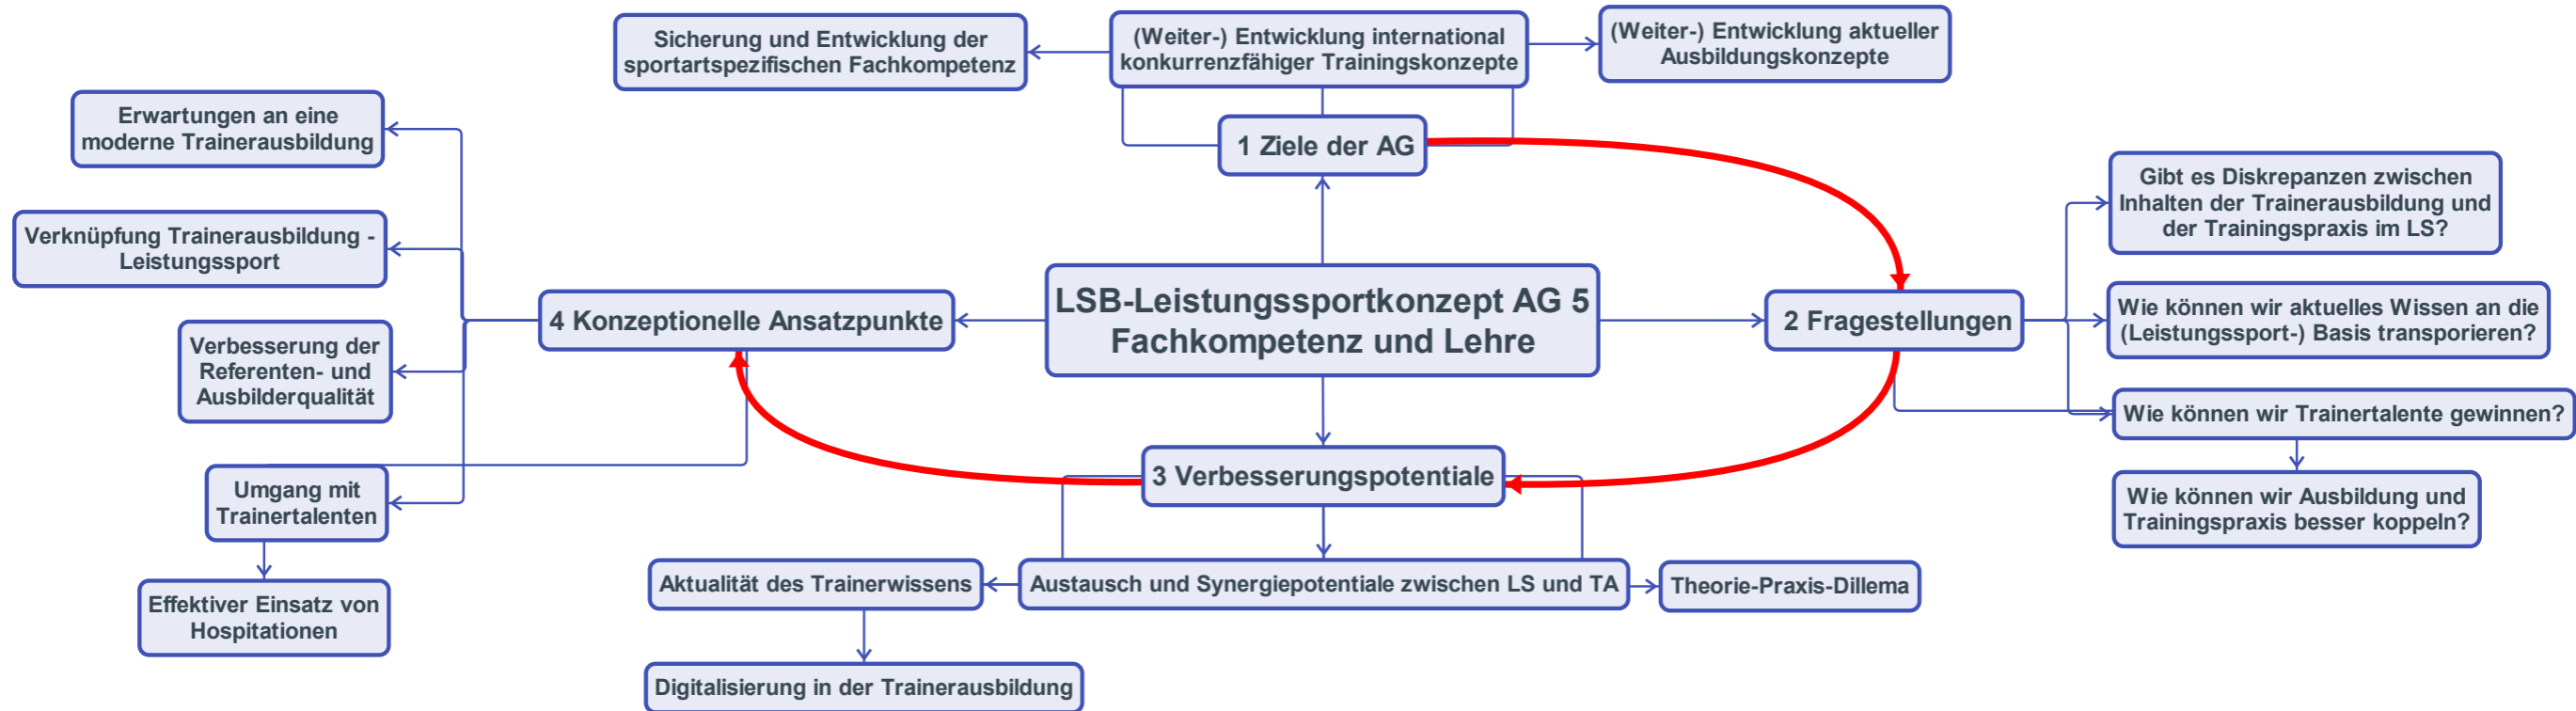 Sicherung und Entwicklung der
sportartspezifischen Fachkompetenz
(Weiter-) Entwicklung international
konkurrenzfähiger Trainingskonzepte
(Weiter-) Entwicklung aktueller
Ausbildungskonzepte
1 Ziele der AG
Erwartungen an eine
moderne Trainerausbildung
Verknüpfung Trainerausbildung -
Leistungssport
Verbesserung der
Referenten- und
Ausbilderqualität
Umgang mit
Trainertalenten
Effektiver Einsatz von
Hospitationen
4 Konzeptionelle Ansatzpunkte
LSB-Leistungssportkonzept AG 5
Fachkompetenz und Lehre
2 Fragestellungen
Gibt es Diskrepanzen zwischen
Inhalten der Trainerausbildung und
der Trainingspraxis im LS?
Wie können wir aktuelles Wissen an die
(Leistungssport-) Basis transporieren?
Wie können wir Trainertalente gewinnen?
Wie können wir Ausbildung und
Trainingspraxis besser koppeln?
3 Verbesserungspotentiale
Aktualität des Trainerwissens
Austausch und Synergiepotentiale zwischen LS und TA
Theorie-Praxis-Dillema
Digitalisierung in der Trainerausbildung